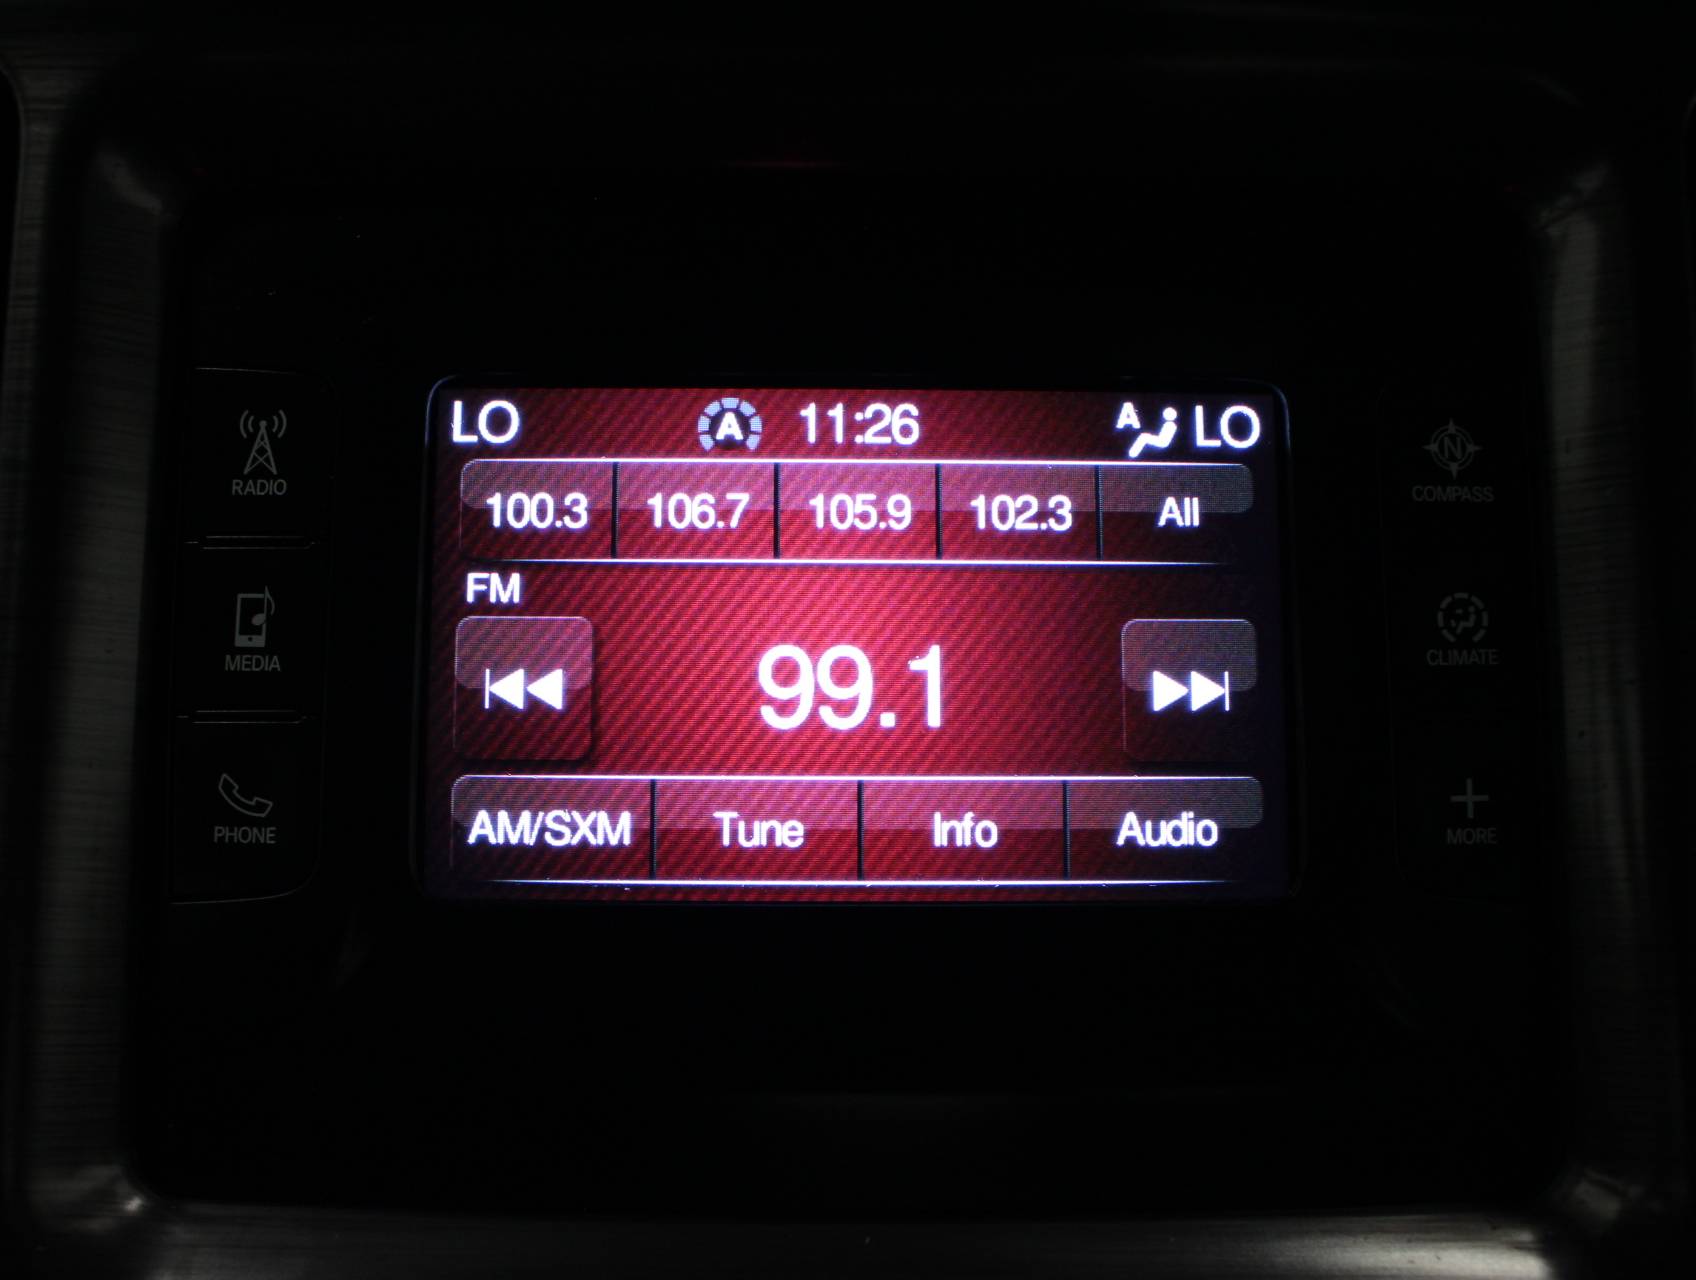 LO A 11:26 A LO
100.3 106.7 105.9 102.3 All
FM
99.1
AM/SXM Tune Info Audio
RADIO
MEDIA
PHONE
N
COMPASS
CLIMATE
MORE